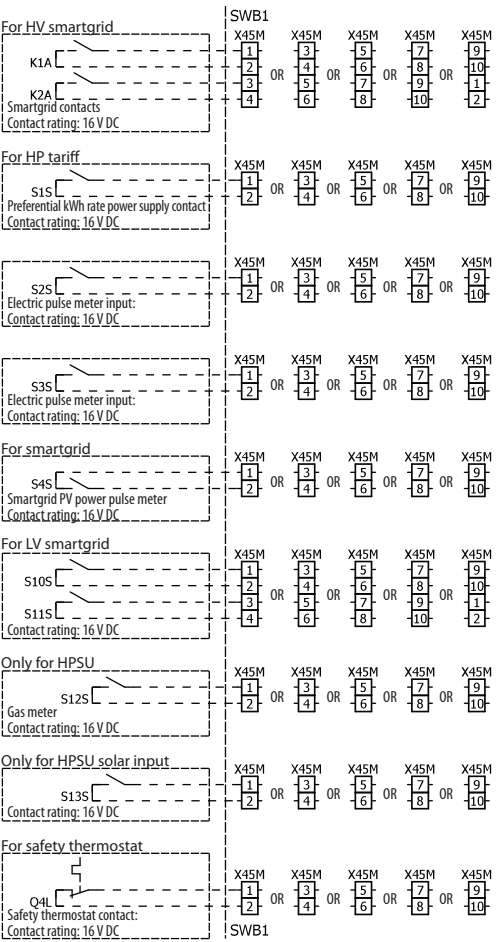 SWB1
For HV smartgrid
X45M X45M X45M X45M X45M
1 3 5 7 9
K1A 2 OR 4 OR 6 OR 8 OR 10
3 5 7 9 1
K2A 4 6 8 10 2
Smartgrid contacts
Contact rating: 16 V DC
For HP tariff
X45M X45M X45M X45M X45M
1 3 5 7 9
S1S 2 OR 4 OR 6 OR 8 OR 10
Preferential kWh rate power supply contact
Contact rating: 16 V DC
X45M X45M X45M X45M X45M
1 3 5 7 9
S2S 2 OR 4 OR 6 OR 8 OR 10
Electric pulse meter input:
Contact rating: 16 V DC
X45M X45M X45M X45M X45M
1 3 5 7 9
S3S 2 OR 4 OR 6 OR 8 OR 10
Electric pulse meter input:
Contact rating: 16 V DC
For smartgrid
X45M X45M X45M X45M X45M
1 3 5 7 9
S4S 2 OR 4 OR 6 OR 8 OR 10
Smartgrid PV power pulse meter
Contact rating: 16 V DC
For LV smartgrid
X45M X45M X45M X45M X45M
1 3 5 7 9
S10S 2 OR 4 OR 6 OR 8 OR 10
3 5 7 9 1
S11S 4 6 8 10 2
Contact rating: 16 V DC
Only for HPSU
X45M X45M X45M X45M X45M
1 3 5 7 9
S12S 2 OR 4 OR 6 OR 8 OR 10
Gas meter
Contact rating: 16 V DC
Only for HPSU solar input
X45M X45M X45M X45M X45M
1 3 5 7 9
S13S 2 OR 4 OR 6 OR 8 OR 10
Contact rating: 16 V DC
For safety thermostat
X45M X45M X45M X45M X45M
1 3 5 7 9
Q4L 2 OR 4 OR 6 OR 8 OR 10
Safety thermostat contact:
Contact rating: 16 V DC
SWB1